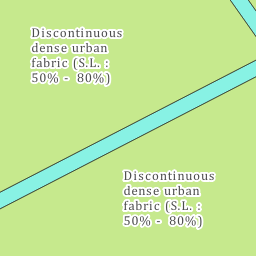 Discontinuous
dense urban
fabric (S.L. :
50% -  80%)
Discontinuous
dense urban
fabric (S.L. :
50% -  80%)